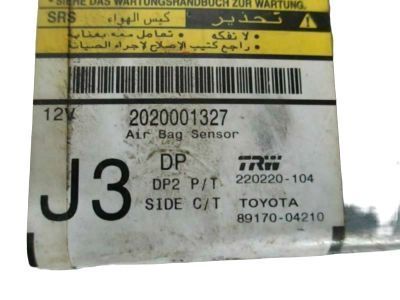 • SIEHE DAS WARTUNGSHANDBUCH ZUR WARTUNG.
SRS كيس الهواء تحذير
• لا تفكه • تعامل معه بعناية
• راجع كتيب الإصلاح لاجراء الصيانة
12V 2020001327
Air Bag Sensor
J3 DP TRW
DP2 P/T 220220-104
SIDE C/T TOYOTA
89170-04210